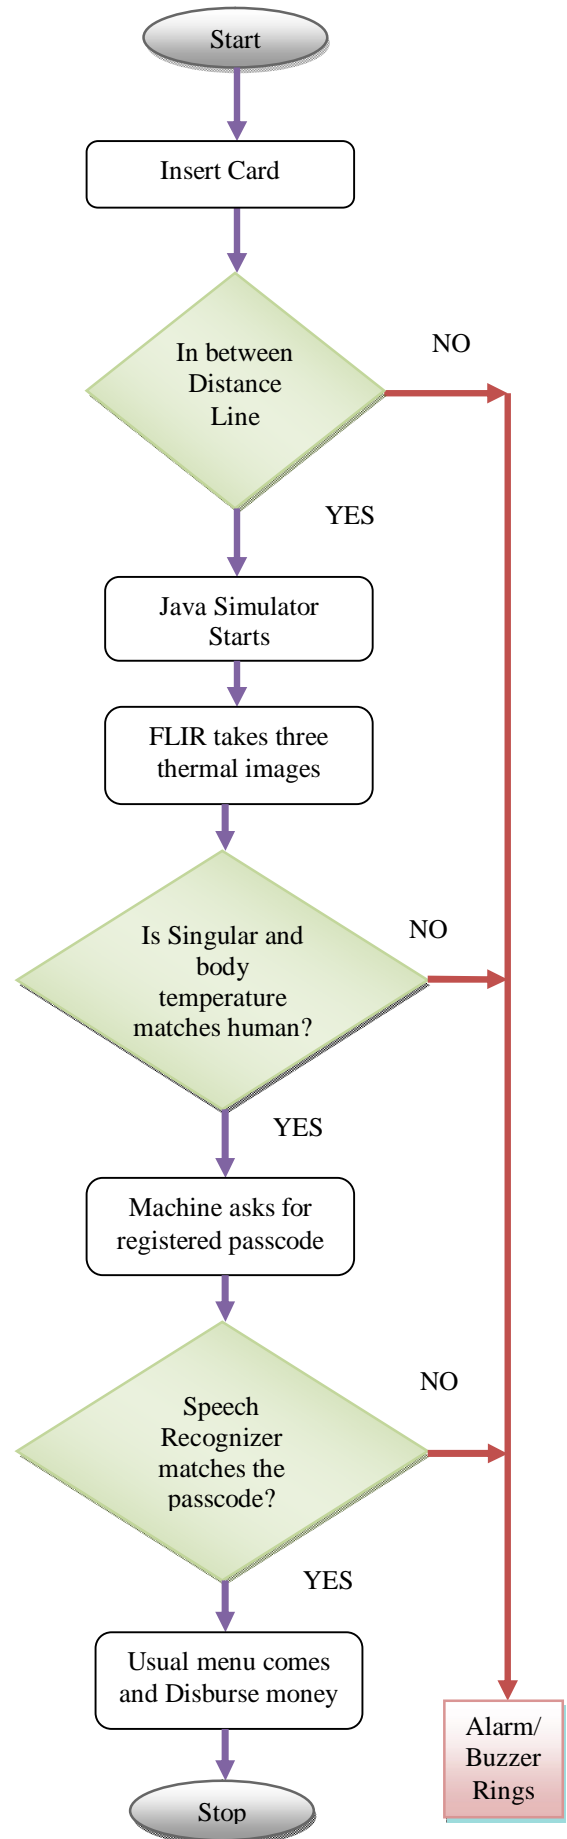 Start
Insert Card
In between
Distance
Line
NO
YES
Java Simulator
Starts
FLIR takes three
thermal images
Is Singular and
body
temperature
matches human?
NO
YES
Machine asks for
registered passcode
Speech
Recognizer
matches the
passcode?
NO
YES
Usual menu comes
and Disburse money
Alarm/
Buzzer
Rings
Stop